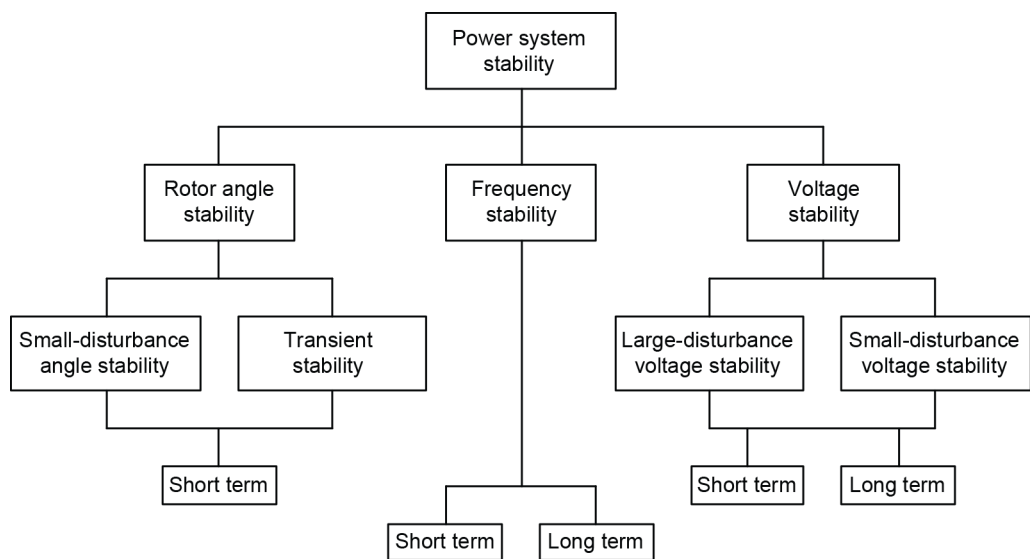 Power system
stability
Rotor angle
stability
Frequency
stability
Voltage
stability
Small-disturbance
angle stability
Transient
stability
Large-disturbance
voltage stability
Small-disturbance
voltage stability
Short term
Short term
Long term
Short term
Long term